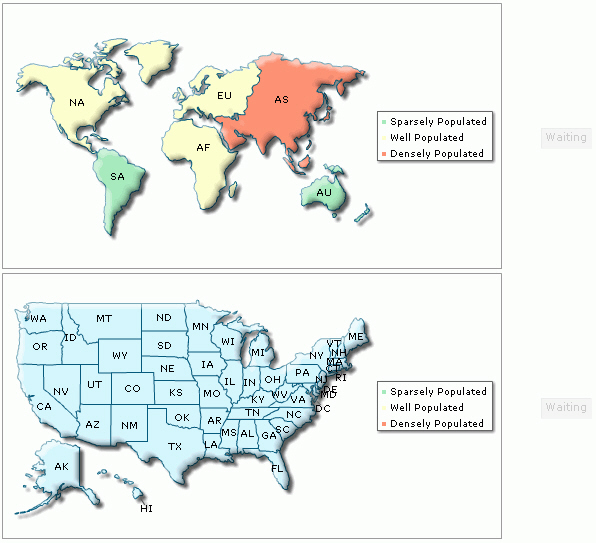 NA
EU
AS
AF
SA
AU
Sparsely Populated
Well Populated
Densely Populated
Waiting
WA
MT
ND
MN
ME
ID
OR
WY
SD
WI
MI
VT
NH
NY
MA
CT
RI
NV
UT
CO
NE
IA
IL
IN
OH
PA
NJ
DE
MD
DC
CA
KS
MO
KY
WV
VA
AZ
NM
OK
AR
TN
NC
TX
LA
MS
AL
GA
SC
FL
AK
HI
Sparsely Populated
Well Populated
Densely Populated
Waiting